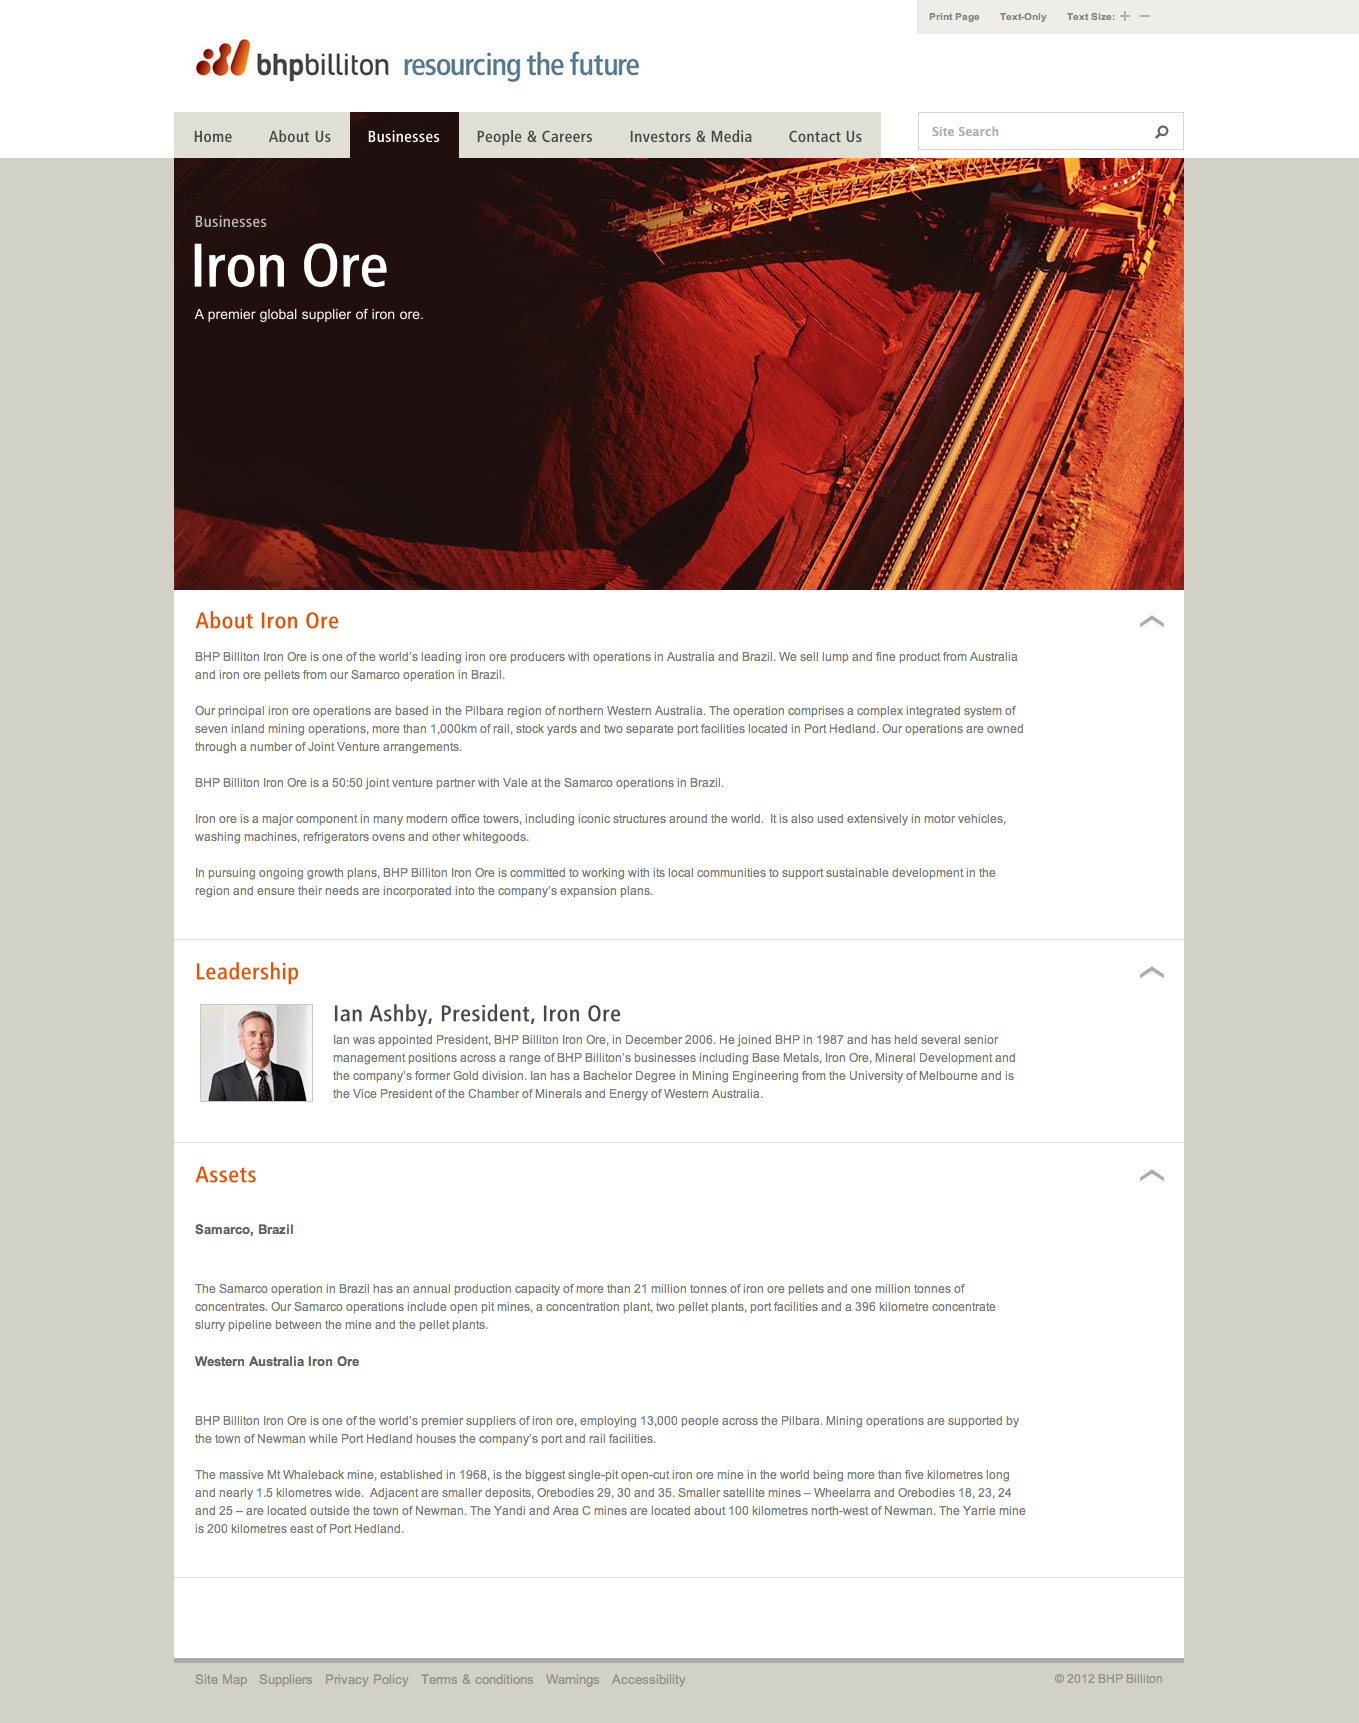 Print Page Text-Only Text Size:
bhpbilliton resourcing the future
Home About Us Businesses People & Careers Investors & Media Contact Us Site Search
Businesses
Iron Ore
A premier global supplier of iron ore.
About Iron Ore
BHP Billiton Iron Ore is one of the world's leading iron ore producers with operations in Australia and Brazil. We sell lump and fine product from Australia
and iron ore pellets from our Samarco operation in Brazil.
Our principal iron ore operations are based in the Pilbara region of northern Western Australia. The operation comprises a complex integrated system of
seven inland mining operations, more than 1,000km of rail, stock yards and two separate port facilities located in Port Hedland. Our operations are owned
through a number of Joint Venture arrangements.
BHP Billiton Iron Ore is a 50:50 joint venture partner with Vale at the Samarco operations in Brazil.
Iron ore is a major component in many modern office towers, including iconic structures around the world. It is also used extensively in motor vehicles,
washing machines, refrigerators ovens and other whitegoods.
In pursuing ongoing growth plans, BHP Billiton Iron Ore is committed to working with its local communities to support sustainable development in the
region and ensure their needs are incorporated into the company's expansion plans.
Leadership
Ian Ashby, President, Iron Ore
Ian was appointed President, BHP Billiton Iron Ore, in December 2006. He joined BHP in 1987 and has held several senior
management positions across a range of BHP Billiton's businesses including Base Metals, Iron Ore, Mineral Development and
the company's former Gold division. Ian has a Bachelor Degree in Mining Engineering from the University of Melbourne and is
the Vice President of the Chamber of Minerals and Energy of Western Australia.
Assets
Samarco, Brazil
The Samarco operation in Brazil has an annual production capacity of more than 21 million tonnes of iron ore pellets and one million tonnes of
concentrates. Our Samarco operations include open pit mines, a concentration plant, two pellet plants, port facilities and a 396 kilometre concentrate
slurry pipeline between the mine and the pellet plants.
Western Australia Iron Ore
BHP Billiton Iron Ore is one of the world's premier suppliers of iron ore, employing 13,000 people across the Pilbara. Mining operations are supported by
the town of Newman while Port Hedland houses the company's port and rail facilities.
The massive Mt Whaleback mine, established in 1968, is the biggest single-pit open-cut iron ore mine in the world being more than five kilometres long
and nearly 1.5 kilometres wide. Adjacent are smaller deposits, Orebodies 29, 30 and 35. Smaller satellite mines – Wheelarra and Orebodies 18, 23, 24
and 25 – are located outside the town of Newman. The Yandi and Area C mines are located about 100 kilometres north-west of Newman. The Yarrie mine
is 200 kilometres east of Port Hedland.
Site Map Suppliers Privacy Policy Terms & conditions Warnings Accessibility © 2012 BHP Billiton